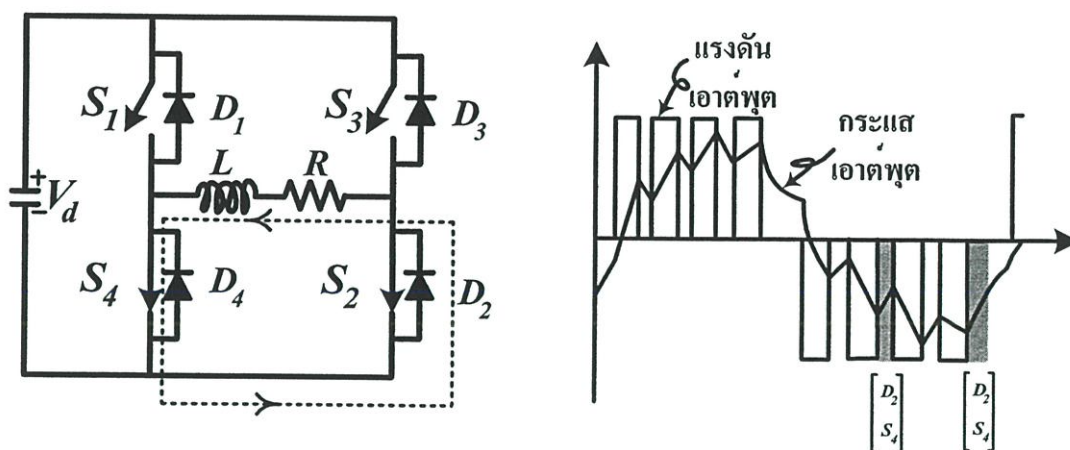 S1
D1
S3
D3
L
R
+
−
Vd
S4
D4
S2
D2
แรงดัน
เอาต์พุต
กระแส
เอาต์พุต
D2
S4
D2
S4